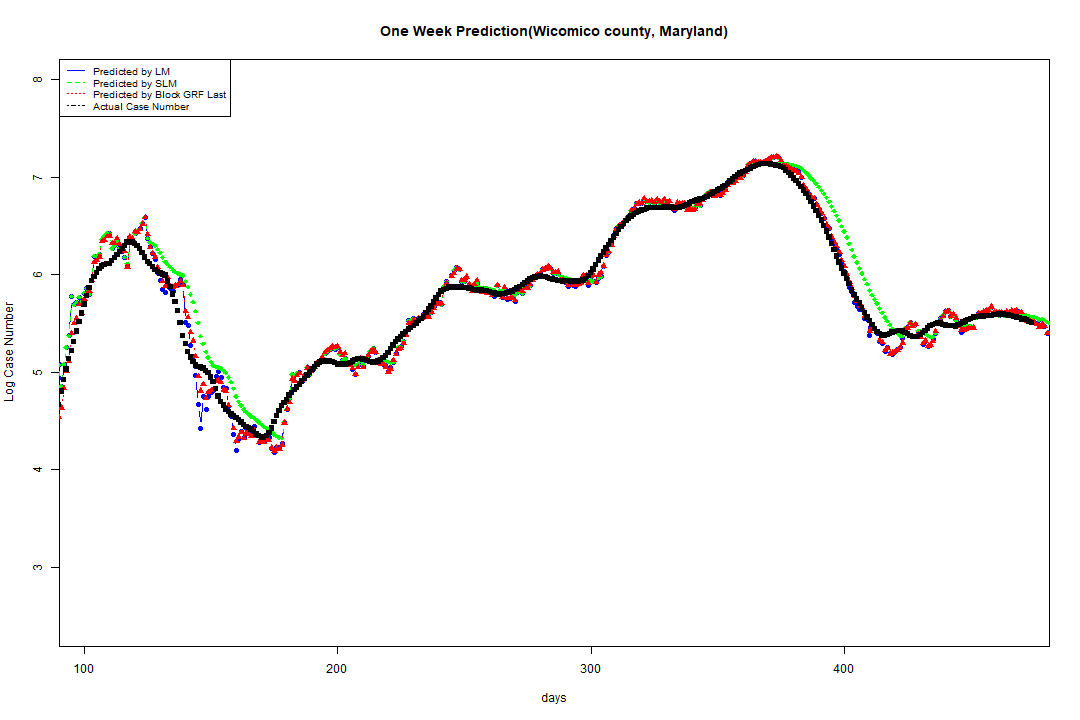 One Week Prediction(Wicomico county, Maryland)
Predicted by LM
Predicted by SLM
Predicted by Block GRF Last
Actual Case Number
8
7
6
5
4
3
Log Case Number
100 200 300 400
days